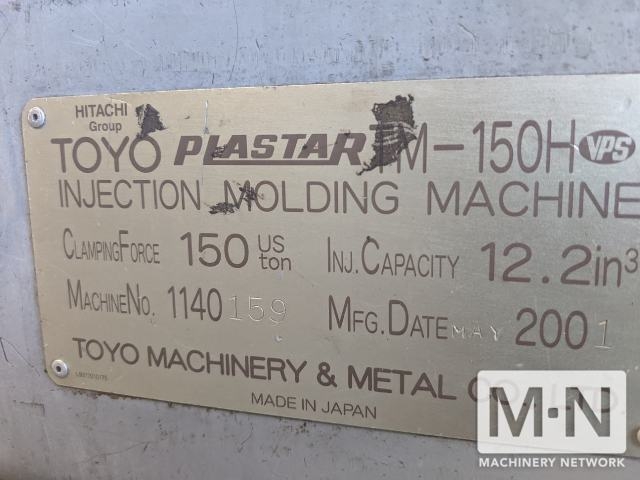 HITACHI
Group
TOYO PLASTAR TM-150H VPS
INJECTION MOLDING MACHINE
CLAMPING FORCE 150 US ton INJ. CAPACITY 12.2in³
MACHINE NO. 1140159 MFG. DATE MAY 2001
TOYO MACHINERY & METAL CO., LTD.
MADE IN JAPAN
M·N
MACHINERY NETWORK